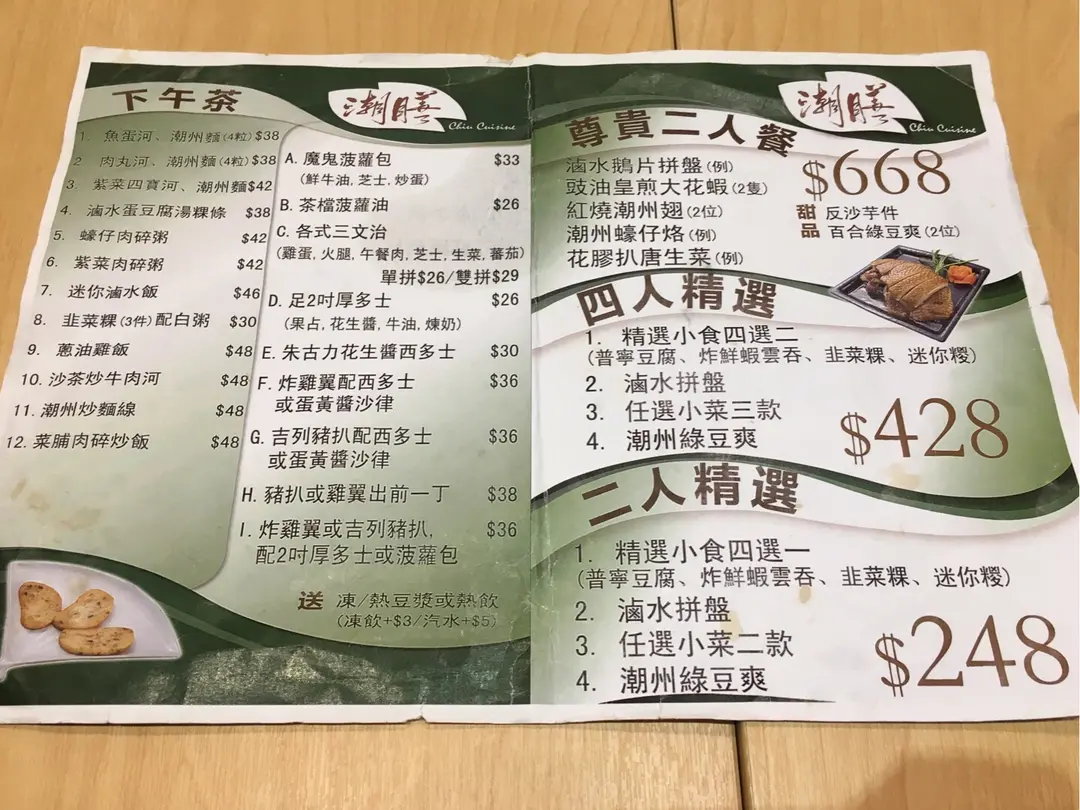 下午茶
潮膳
Chiu Cuisine
1. 魚蛋河、潮州麵(4粒) $38
2. 肉丸河、潮州麵(4粒) $38
3. 紫菜四寶河、潮州麵 $42
4. 滷水蛋豆腐湯粿條 $38
5. 蠔仔肉碎粥 $42
6. 紫菜肉碎粥 $42
7. 迷你滷水飯 $46
8. 韭菜粿(3件)配白粥 $30
9. 蔥油雞飯 $48
10. 沙茶炒牛肉河 $48
11. 潮州炒麵線 $48
12. 菜脯肉碎炒飯 $48
A. 魔鬼菠蘿包 $33
(鮮牛油, 芝士, 炒蛋)
B. 茶檔菠蘿油 $26
C. 各式三文治
(雞蛋, 火腿, 午餐肉, 芝士, 生菜, 蕃茄)
單拼$26/雙拼$29
D. 足2吋厚多士 $26
(果占, 花生醬, 牛油, 煉奶)
E. 朱古力花生醬西多士 $30
F. 炸雞翼配西多士 $36
或蛋黃醬沙律
G. 吉列豬扒配西多士 $36
或蛋黃醬沙律
H. 豬扒或雞翼出前一丁 $38
I. 炸雞翼或吉列豬扒, $36
配2吋厚多士或菠蘿包
送 凍/熱豆漿或熱飲
(凍飲+$3/汽水+$5)
潮膳
Chiu Cuisine
尊貴二人餐
$668
滷水鵝片拼盤(例)
豉油皇煎大花蝦(2隻)
紅燒潮州翅(2位)
潮州蠔仔烙(例)
花膠扒唐生菜(例)
甜品
反沙芋件
百合綠豆爽(2位)
四人精選
1. 精選小食四選二
(普寧豆腐、炸鮮蝦雲吞、韭菜粿、迷你糭)
2. 滷水拼盤
3. 任選小菜三款
4. 潮州綠豆爽
$428
二人精選
1. 精選小食四選一
(普寧豆腐、炸鮮蝦雲吞、韭菜粿、迷你糭)
2. 滷水拼盤
3. 任選小菜二款
4. 潮州綠豆爽
$248